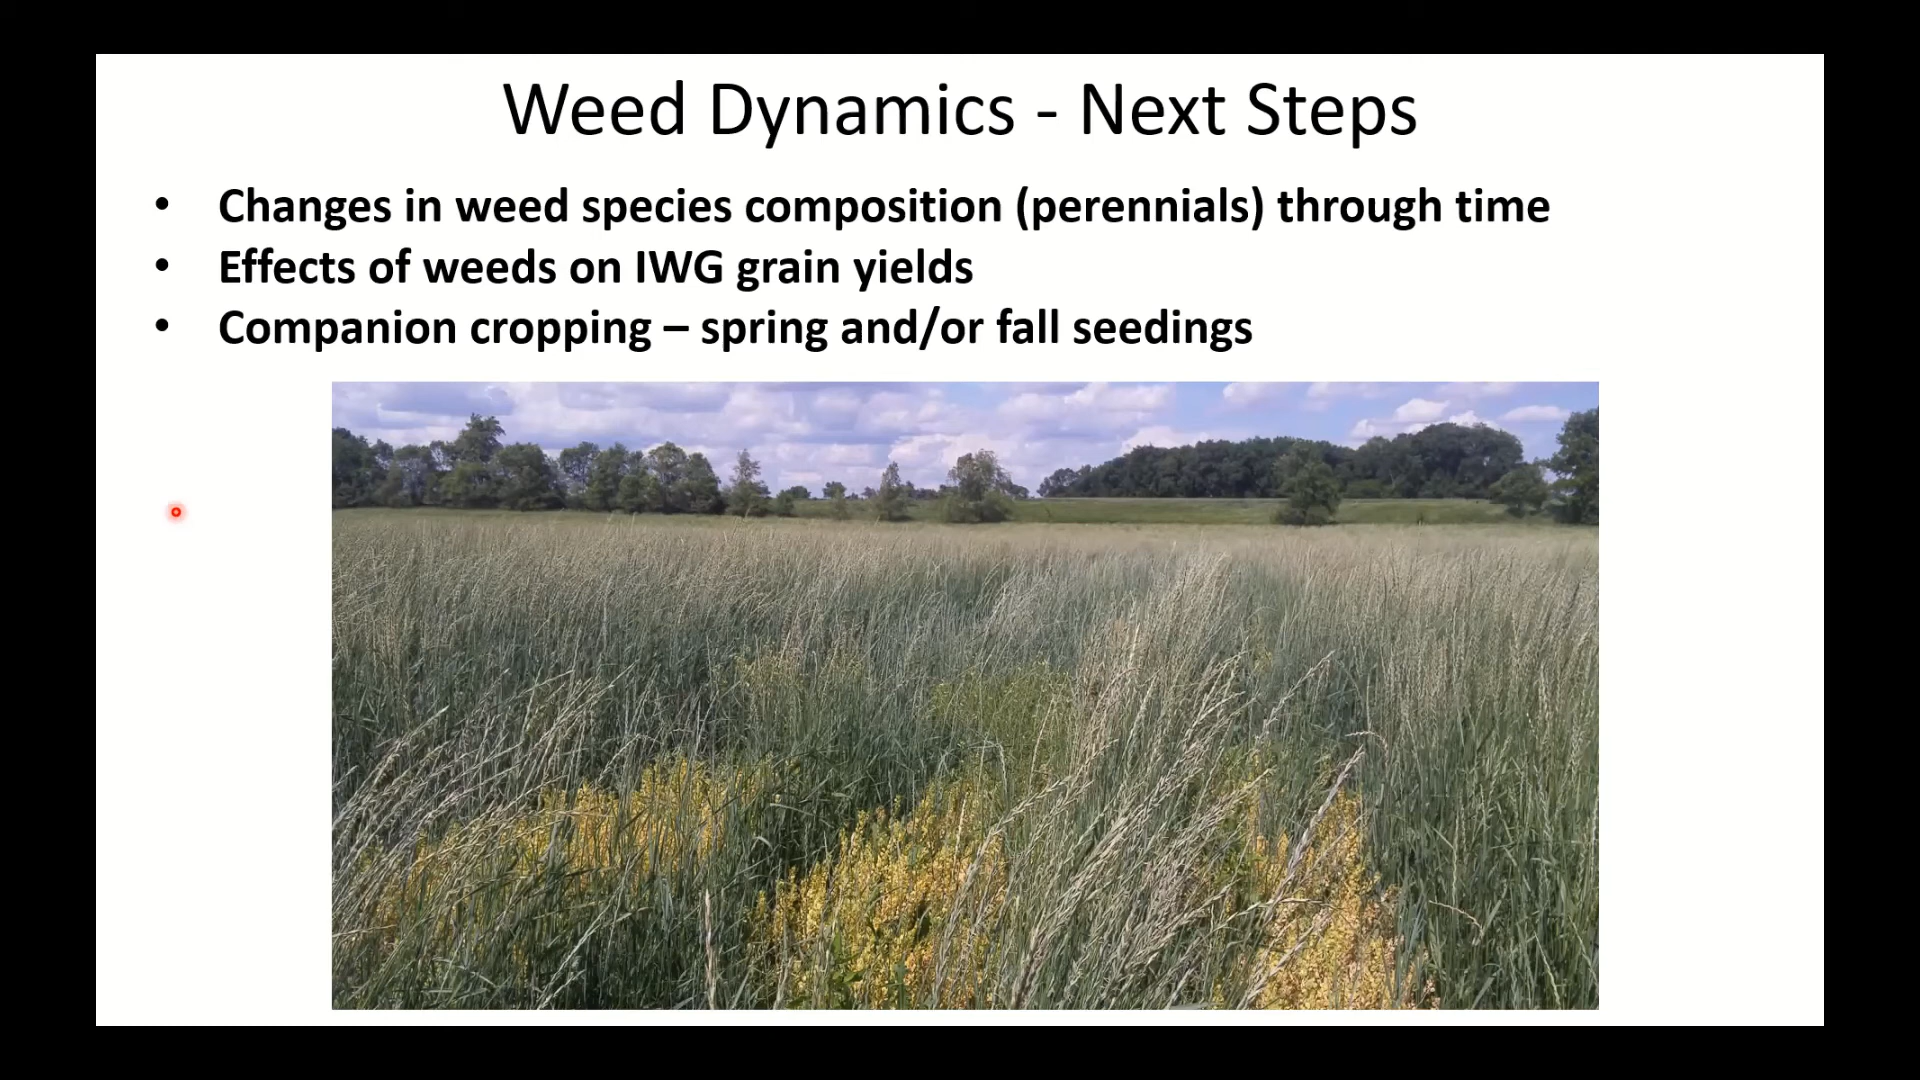 Weed Dynamics - Next Steps
• Changes in weed species composition (perennials) through time
• Effects of weeds on IWG grain yields
• Companion cropping – spring and/or fall seedings